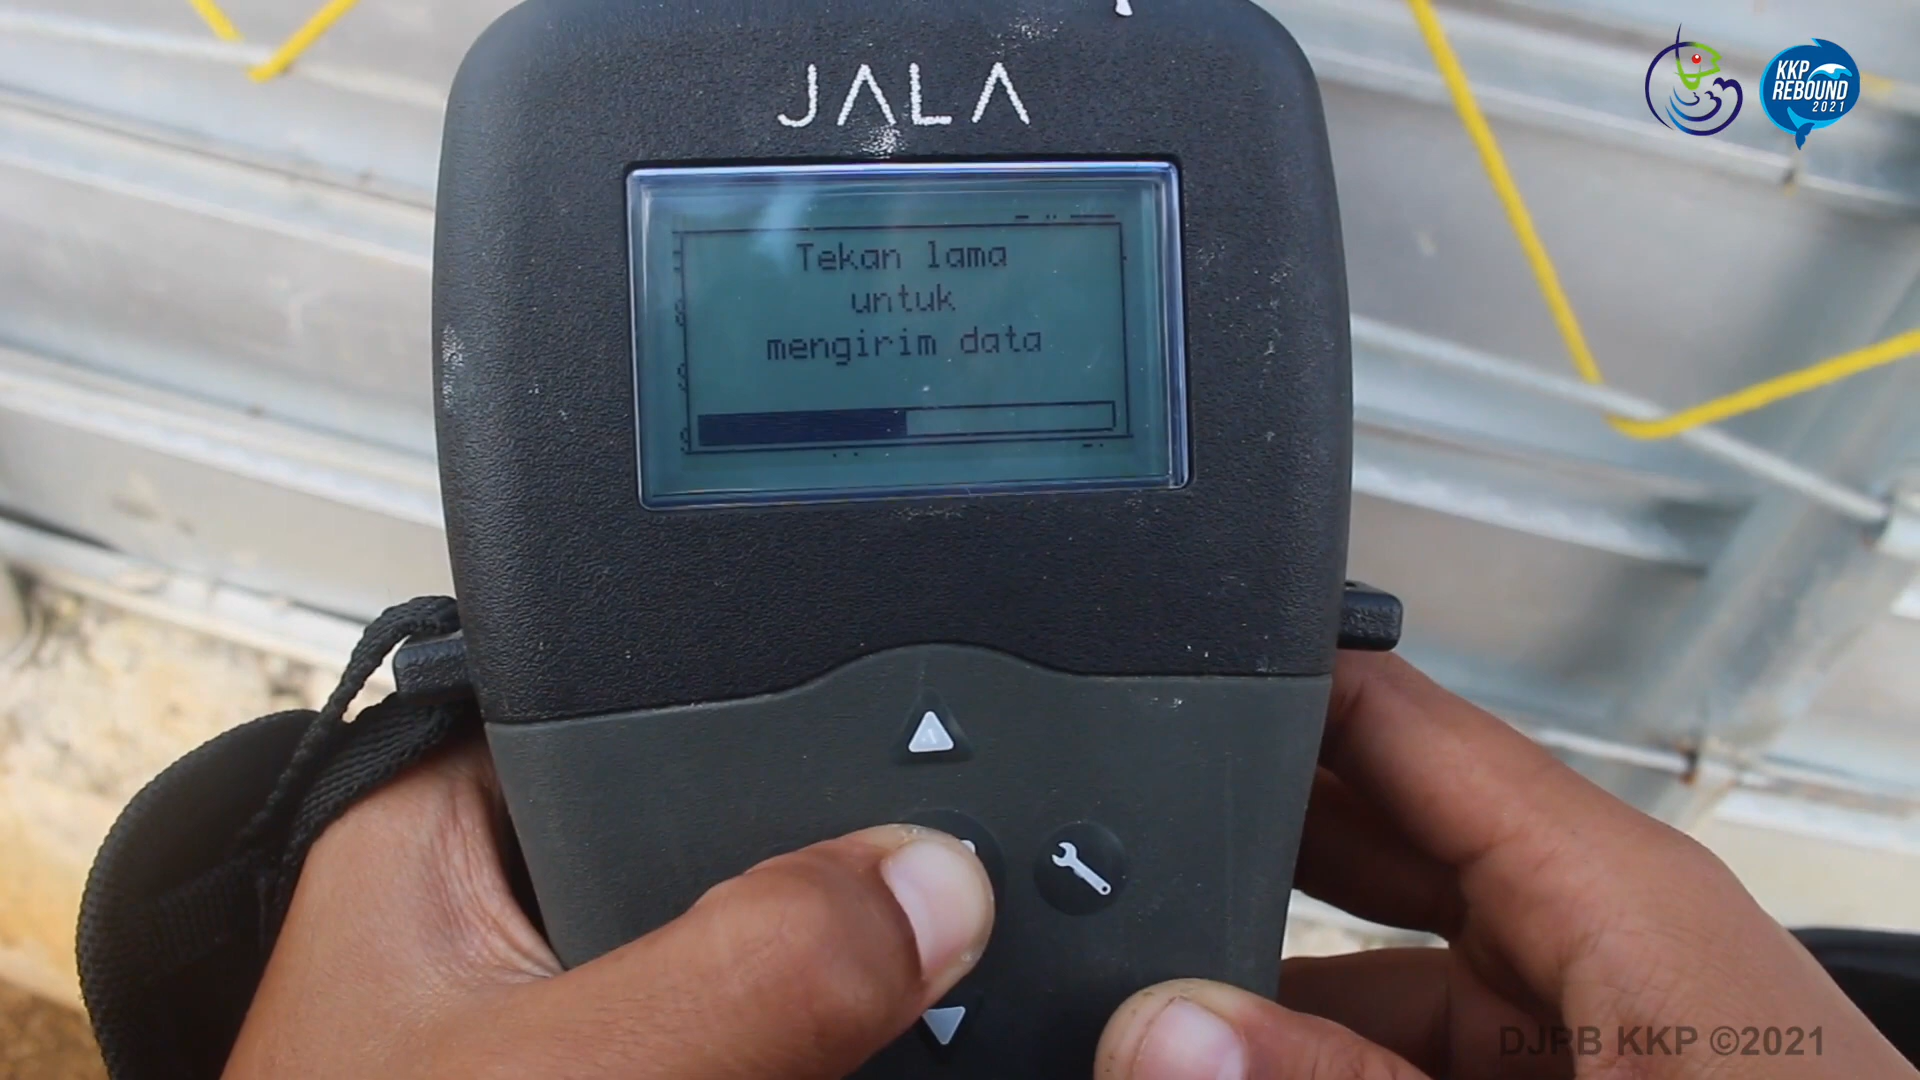 JALA
KKP
REBOUND
2021
Tekan lama
untuk
mengirim data
DJPB KKP ©2021